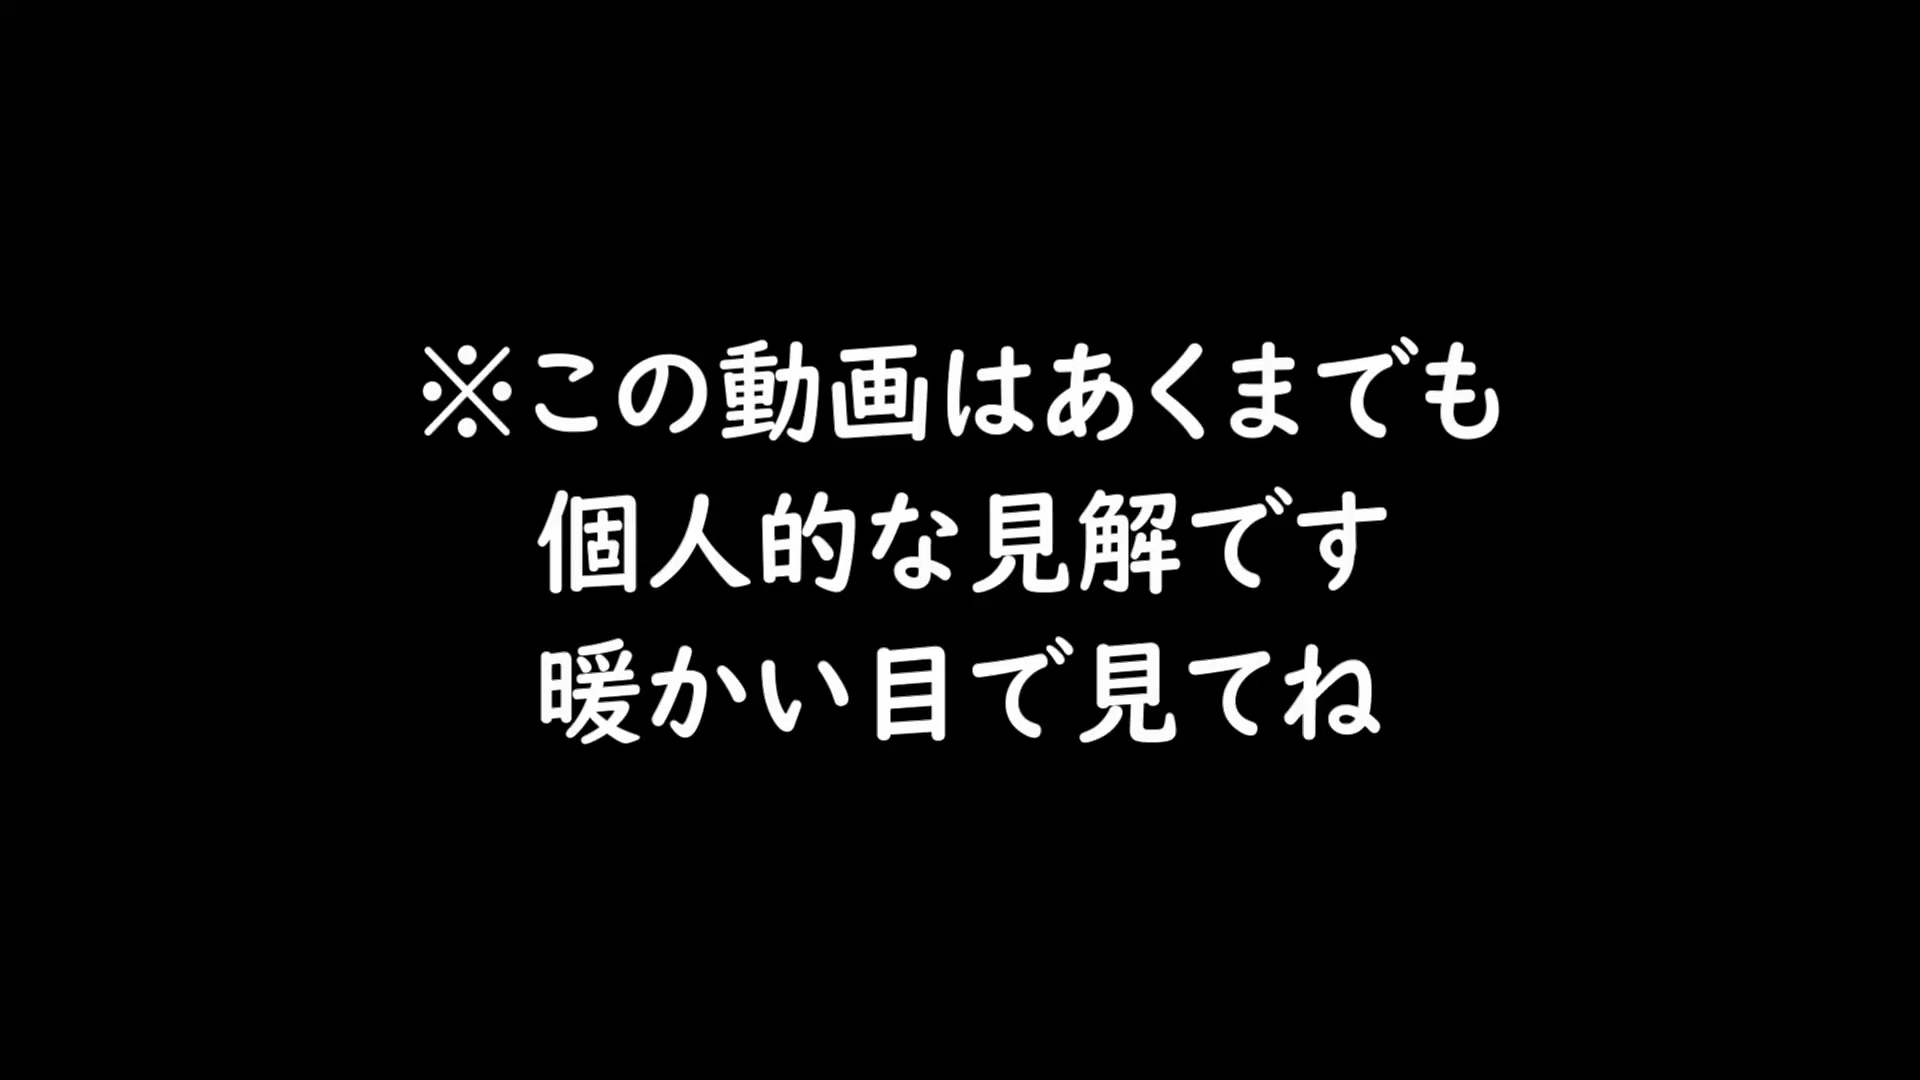 ※この動画はあくまでも
個人的な見解です
暖かい目で見てね